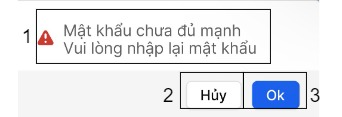 1 Mật khẩu chưa đủ mạnh
Vui lòng nhập lại mật khẩu
2 Hủy Ok 3